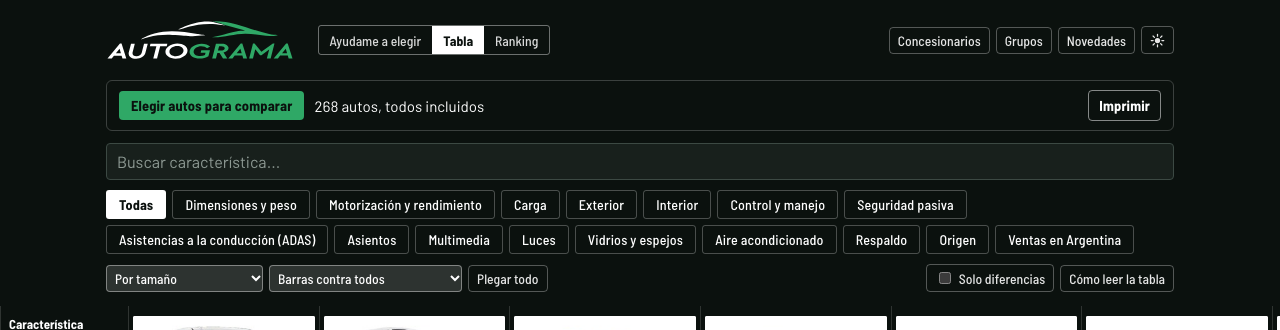 AUTOGRAMA
Ayudame a elegir Tabla Ranking
Concesionarios Grupos Novedades
Elegir autos para comparar 268 autos, todos incluidos Imprimir
Buscar característica...
Todas Dimensiones y peso Motorización y rendimiento Carga Exterior Interior Control y manejo Seguridad pasiva
Asistencias a la conducción (ADAS) Asientos Multimedia Luces Vidrios y espejos Aire acondicionado Respaldo Origen Ventas en Argentina
Por tamaño Barras contra todos Plegar todo Solo diferencias Cómo leer la tabla
Característica